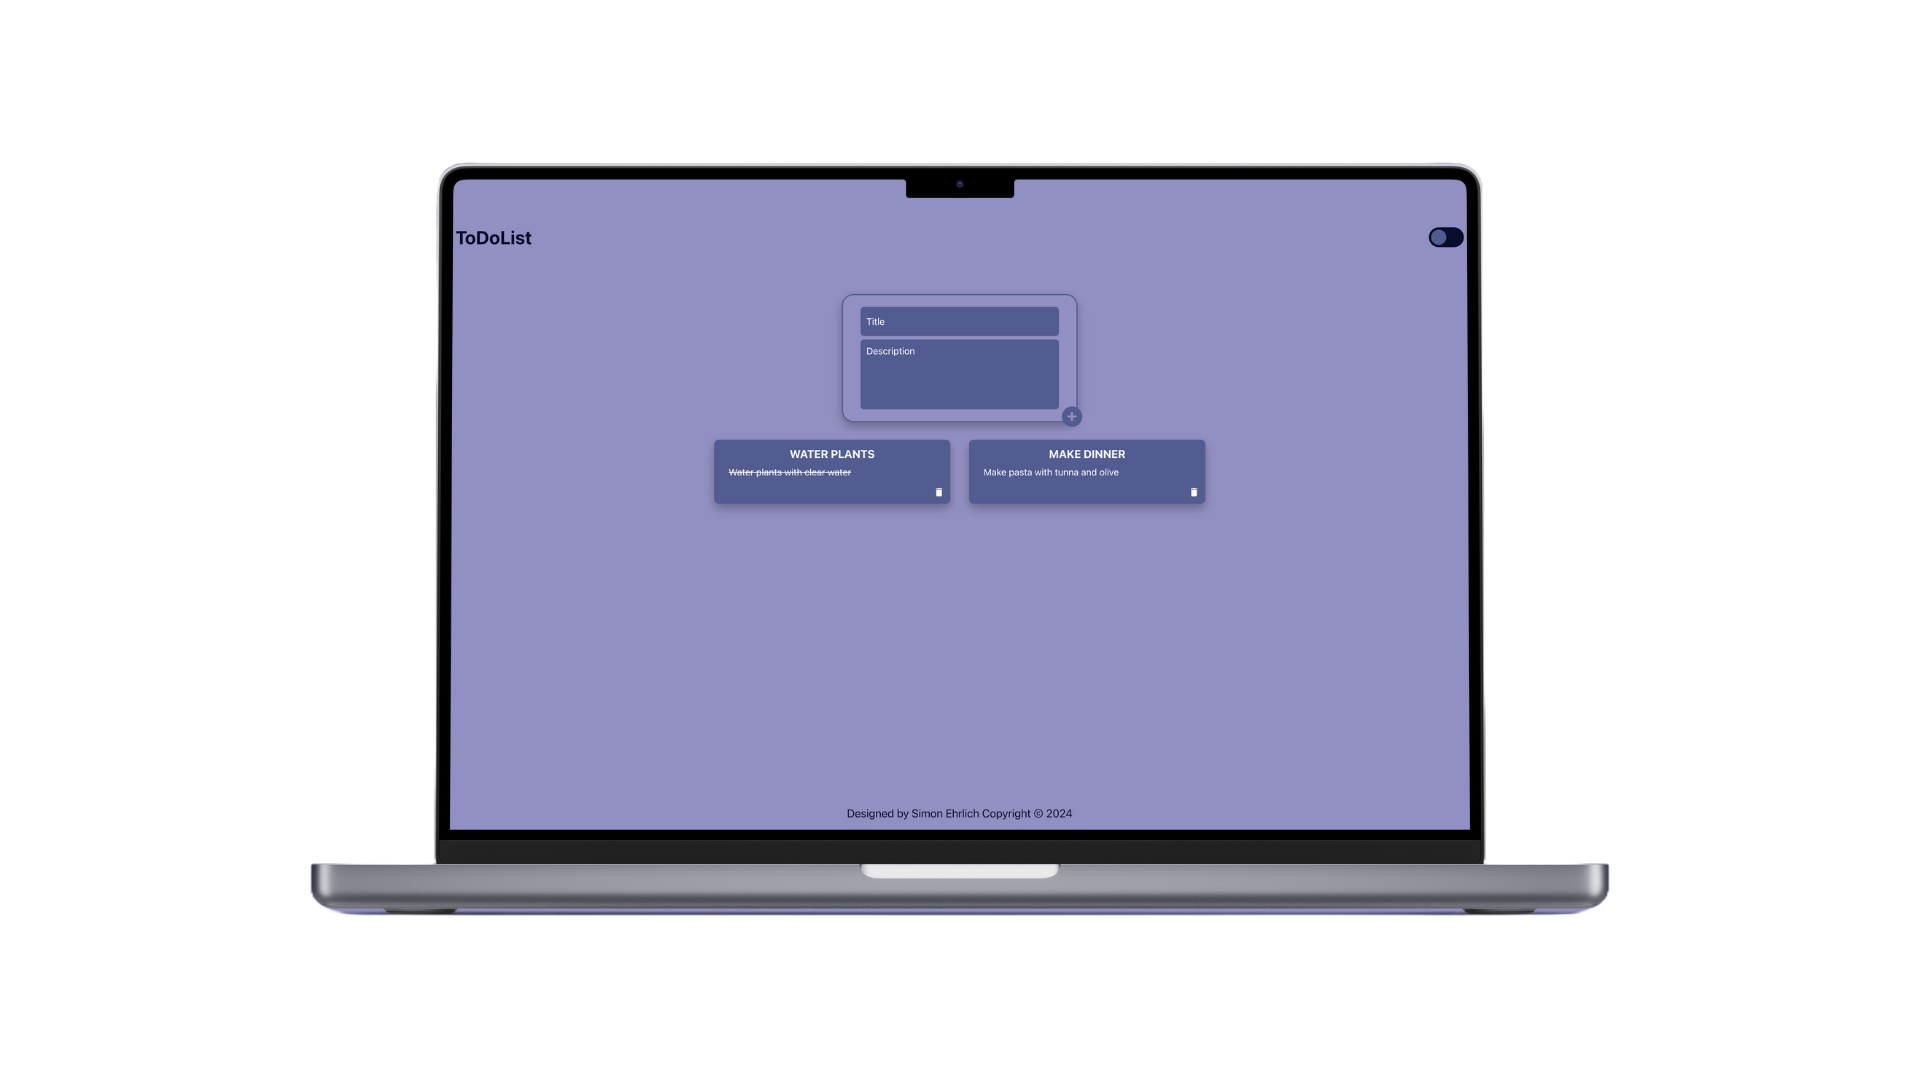 ToDoList
Title
Description
WATER PLANTS
Water plants with clear water
MAKE DINNER
Make pasta with tunna and olive
Designed by Simon Ehrlich Copyright © 2024